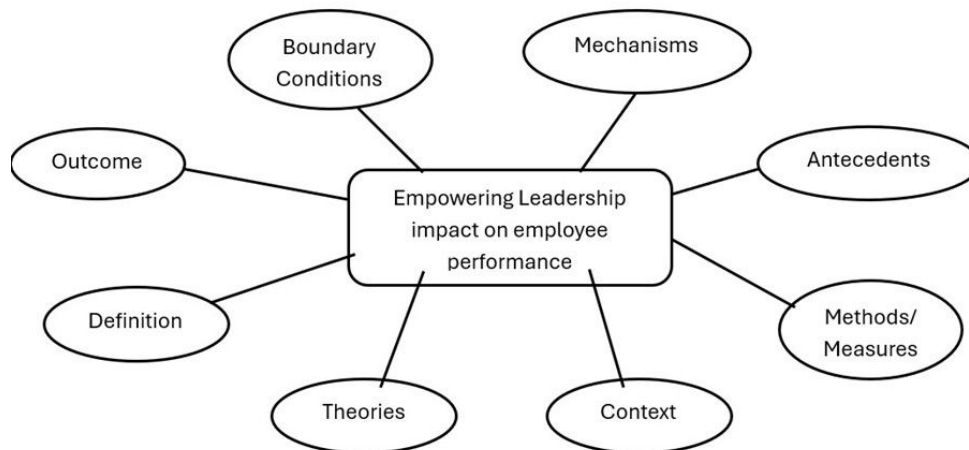 Boundary
Conditions
Mechanisms
Outcome
Antecedents
Empowering Leadership
impact on employee
performance
Definition
Methods/
Measures
Theories
Context